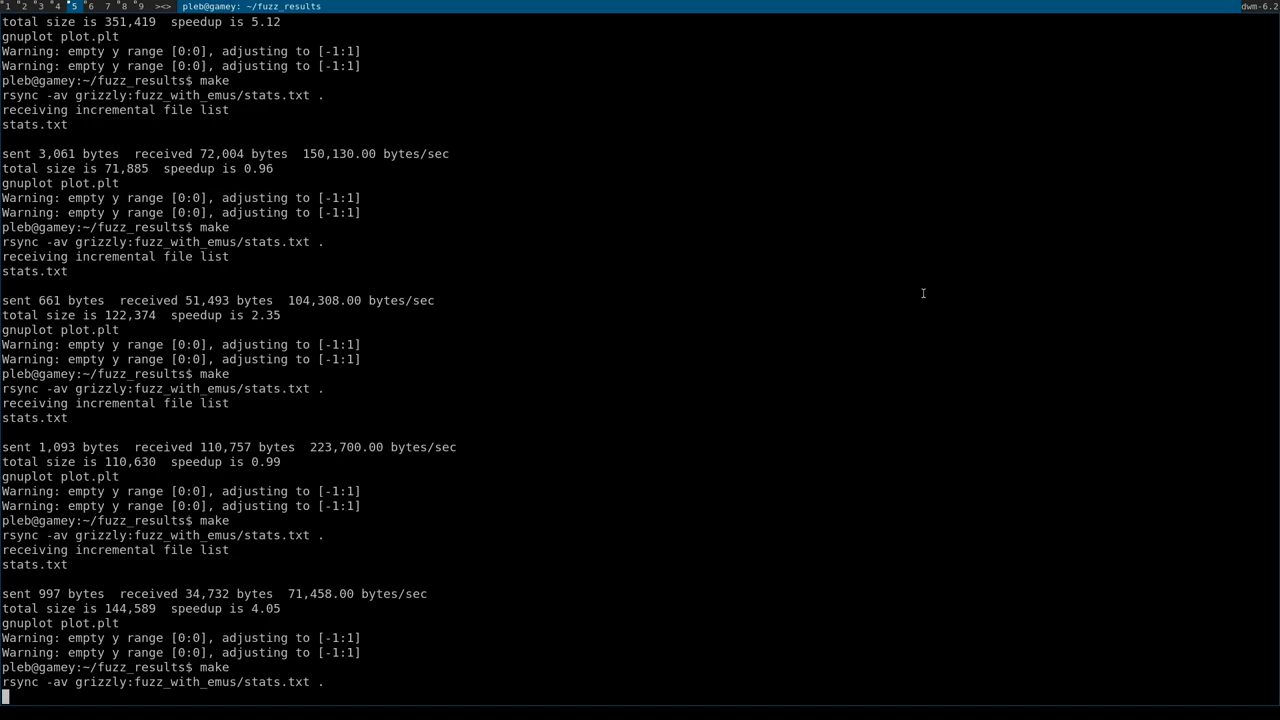 1 2 3 4 5 6 7 8 9 ><> pleb@gamey: ~/fuzz_results dwm-6.2
total size is 351,419  speedup is 5.12
gnuplot plot.plt
Warning: empty y range [0:0], adjusting to [-1:1]
Warning: empty y range [0:0], adjusting to [-1:1]
pleb@gamey:~/fuzz_results$ make
rsync -av grizzly:fuzz_with_emus/stats.txt .
receiving incremental file list
stats.txt

sent 3,061 bytes  received 72,004 bytes  150,130.00 bytes/sec
total size is 71,885  speedup is 0.96
gnuplot plot.plt
Warning: empty y range [0:0], adjusting to [-1:1]
Warning: empty y range [0:0], adjusting to [-1:1]
pleb@gamey:~/fuzz_results$ make
rsync -av grizzly:fuzz_with_emus/stats.txt .
receiving incremental file list
stats.txt

sent 661 bytes  received 51,493 bytes  104,308.00 bytes/sec
total size is 122,374  speedup is 2.35
gnuplot plot.plt
Warning: empty y range [0:0], adjusting to [-1:1]
Warning: empty y range [0:0], adjusting to [-1:1]
pleb@gamey:~/fuzz_results$ make
rsync -av grizzly:fuzz_with_emus/stats.txt .
receiving incremental file list
stats.txt

sent 1,093 bytes  received 110,757 bytes  223,700.00 bytes/sec
total size is 110,630  speedup is 0.99
gnuplot plot.plt
Warning: empty y range [0:0], adjusting to [-1:1]
Warning: empty y range [0:0], adjusting to [-1:1]
pleb@gamey:~/fuzz_results$ make
rsync -av grizzly:fuzz_with_emus/stats.txt .
receiving incremental file list
stats.txt

sent 997 bytes  received 34,732 bytes  71,458.00 bytes/sec
total size is 144,589  speedup is 4.05
gnuplot plot.plt
Warning: empty y range [0:0], adjusting to [-1:1]
Warning: empty y range [0:0], adjusting to [-1:1]
pleb@gamey:~/fuzz_results$ make
rsync -av grizzly:fuzz_with_emus/stats.txt .